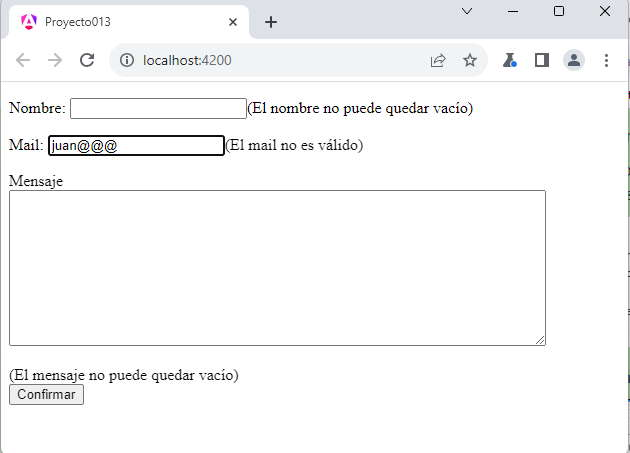 Proyecto013
localhost:4200
Nombre: (El nombre no puede quedar vacío)
Mail: juan@@@ (El mail no es válido)
Mensaje
(El mensaje no puede quedar vacío)
Confirmar